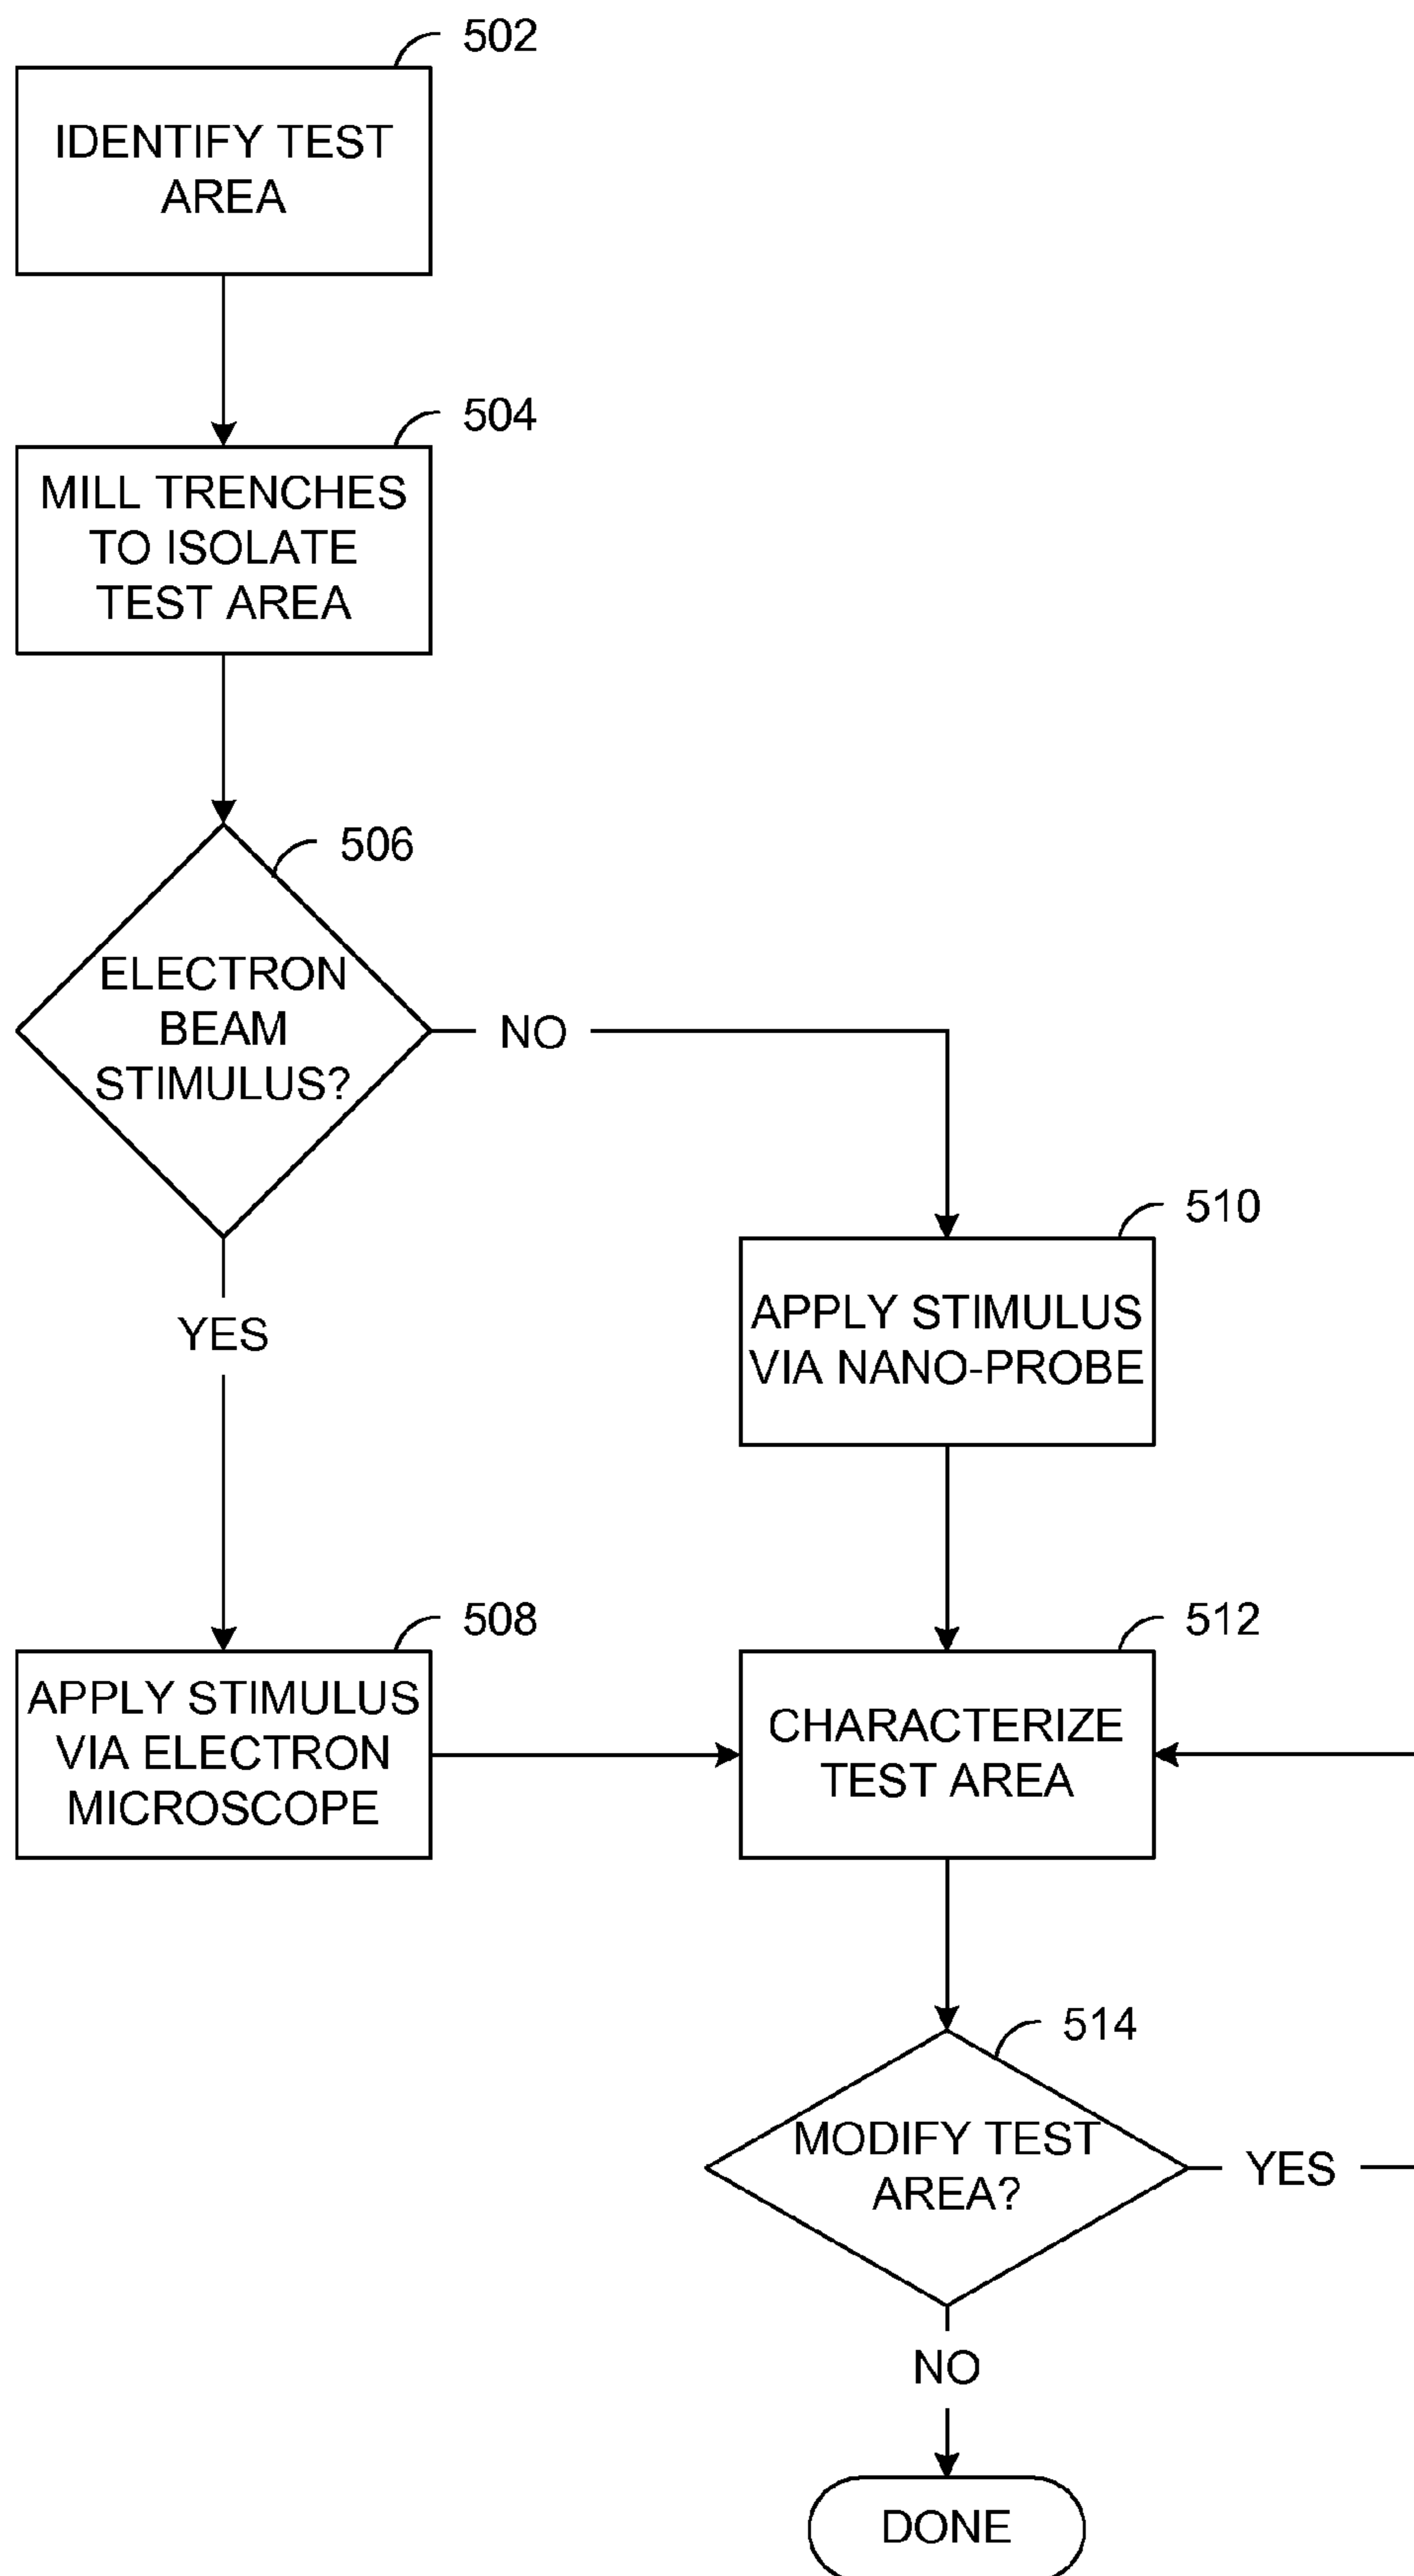 502
IDENTIFY TEST
AREA
504
MILL TRENCHES
TO ISOLATE
TEST AREA
506
ELECTRON
BEAM
STIMULUS?
NO
YES
510
APPLY STIMULUS
VIA NANO-PROBE
508
APPLY STIMULUS
VIA ELECTRON
MICROSCOPE
512
CHARACTERIZE
TEST AREA
514
MODIFY TEST
AREA?
YES
NO
DONE